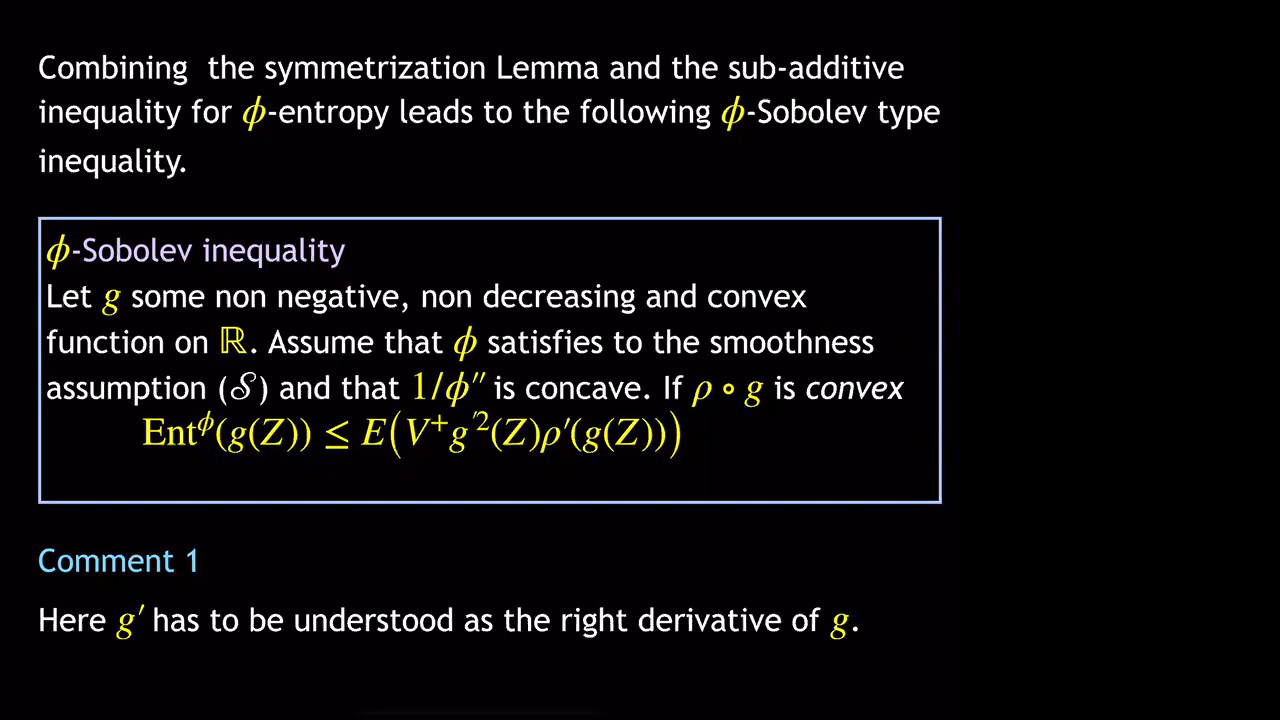 Combining the symmetrization Lemma and the sub-additive
inequality for ϕ-entropy leads to the following ϕ-Sobolev type
inequality.
ϕ-Sobolev inequality
Let g some non negative, non decreasing and convex
function on ℝ. Assume that ϕ satisfies to the smoothness
assumption (𝒮) and that 1/ϕ″ is concave. If ρ ∘ g is convex
Ent^ϕ(g(Z)) ≤ E(V⁺g′²(Z)ρ′(g(Z)))
Comment 1
Here g′ has to be understood as the right derivative of g.